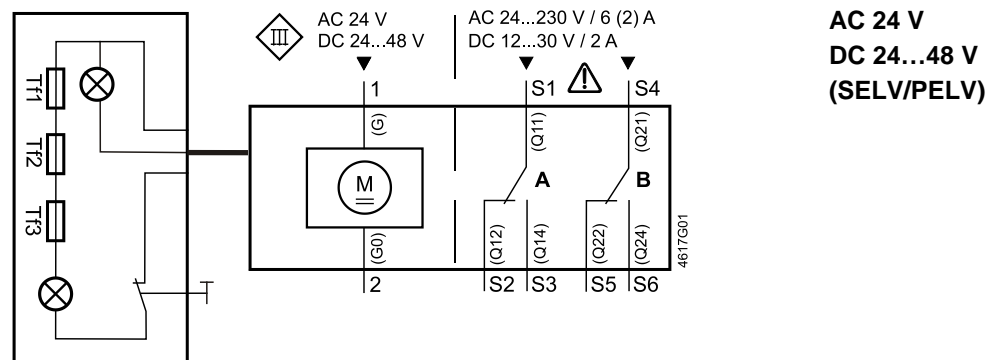 AC 24 V
DC 24...48 V
AC 24...230 V / 6 (2) A
DC 12...30 V / 2 A
AC 24 V
DC 24...48 V
(SELV/PELV)
III
1
S1
S4
Tf1
Tf2
Tf3
(G)
(Q11)
(Q21)
M
A
B
(G0)
(Q12)
(Q14)
(Q22)
(Q24)
2
S2
S3
S5
S6
4617G01